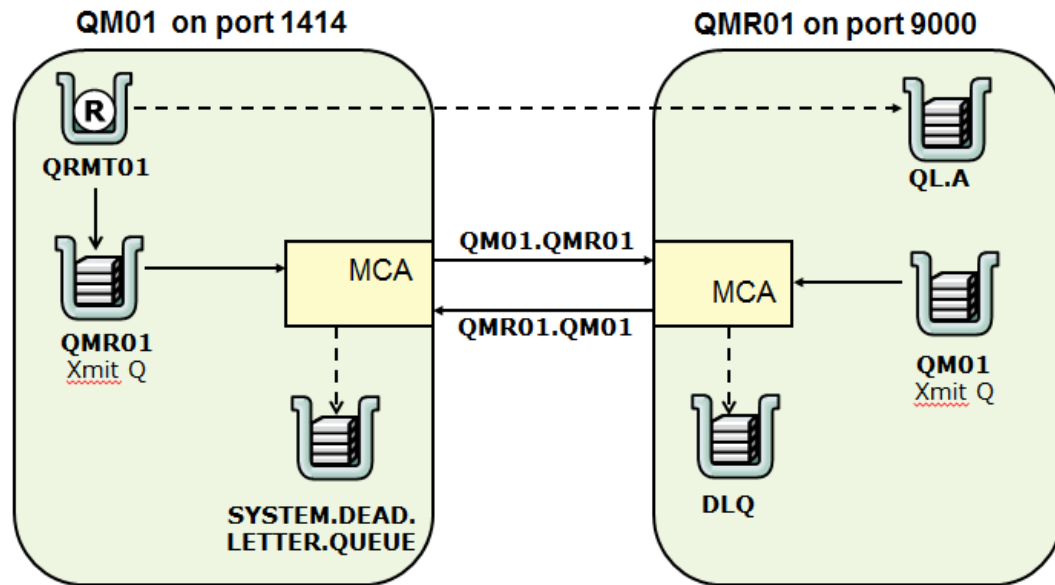 QM01 on port 1414
QMR01 on port 9000
R
QRMT01
QL.A
QM01.QMR01
MCA
MCA
QMR01
Xmit Q
QMR01.QM01
QM01
Xmit Q
SYSTEM.DEAD.
LETTER.QUEUE
DLQ